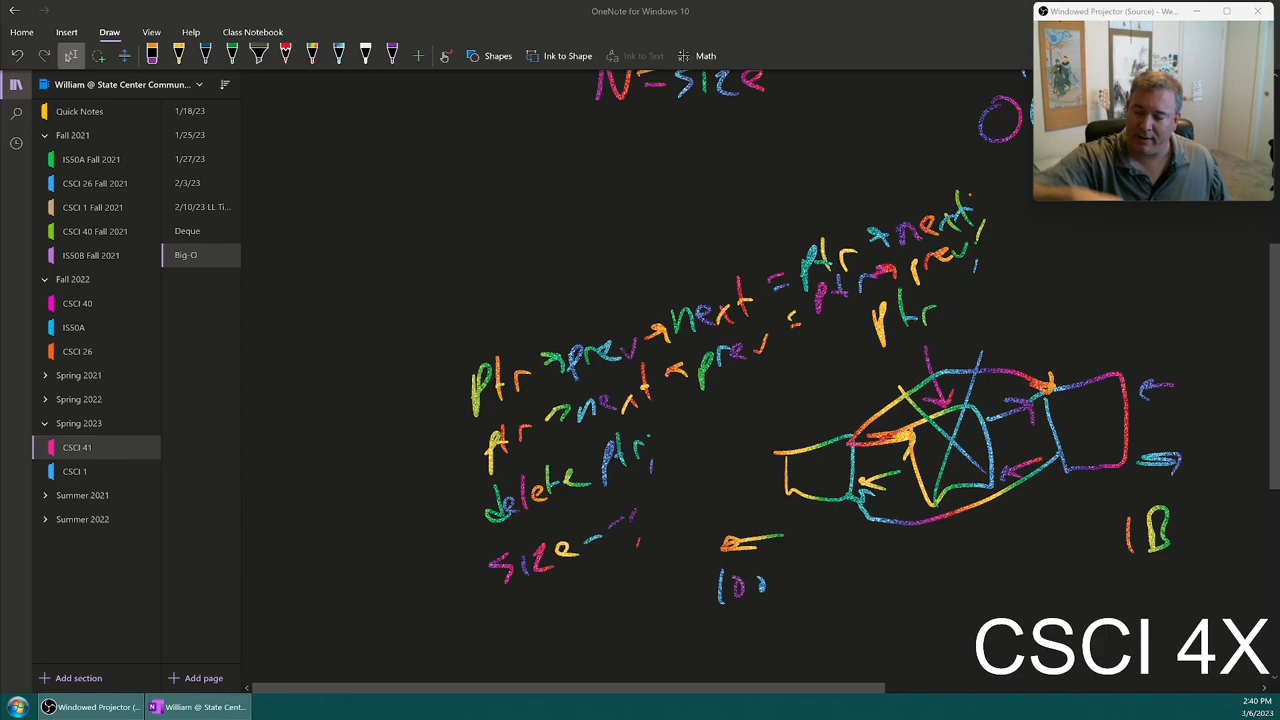 OneNote for Windows 10
Windowed Projector (Source) - We...
Home
Insert
Draw
View
Help
Class Notebook
Shapes
Ink to Shape
Ink to Text
Math
William @ State Center Commun...
Quick Notes
Fall 2021
IS50A Fall 2021
CSCI 26 Fall 2021
CSCI 1 Fall 2021
CSCI 40 Fall 2021
IS50B Fall 2021
Fall 2022
CSCI 40
IS50A
CSCI 26
Spring 2021
Spring 2022
Spring 2023
CSCI 41
CSCI 1
Summer 2021
Summer 2022
Add section
1/18/23
1/25/23
1/27/23
2/3/23
2/10/23 LL Ti...
Deque
Big-O
Add page
N = size
ptr→prev→next = ptr→next;
ptr→next→prev = ptr→prev;
delete ptr;
size--;
ptr
1B
CSCI 4X
Windowed Projector (...
William @ State Cent...
2:40 PM
3/6/2023